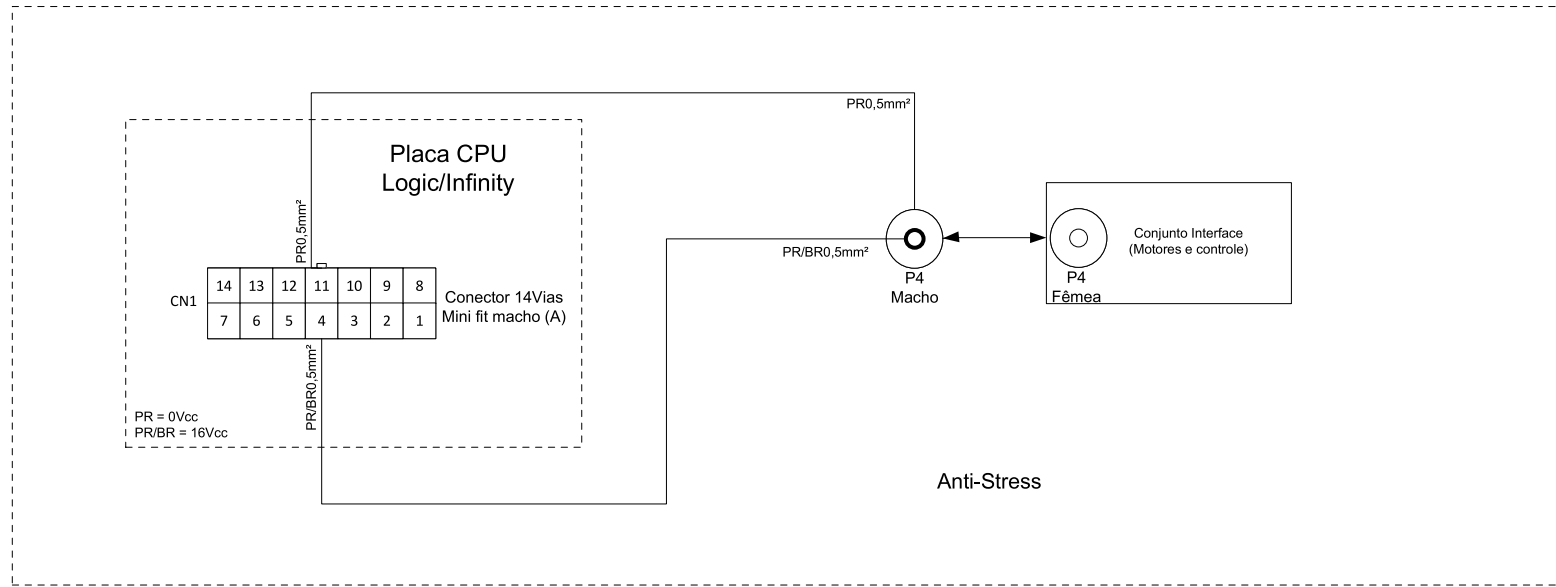 PR0,5mm²
Placa CPU
Logic/Infinity
PR0,5mm²
Conjunto Interface
(Motores e controle)
PR/BR0,5mm²
P4
Macho
P4
Fêmea
CN1
14 13 12 11 10 9 8
7 6 5 4 3 2 1
Conector 14Vias
Mini fit macho (A)
PR/BR0,5mm²
PR = 0Vcc
PR/BR = 16Vcc
Anti-Stress